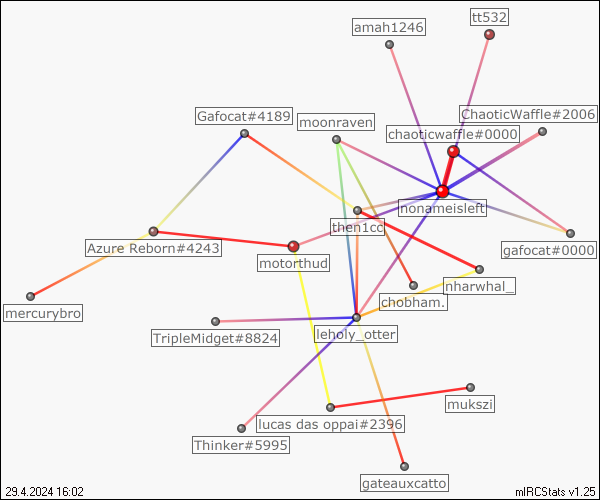 tt532
amah1246
Gafocat#4189
moonraven
ChaoticWaffle#2006
chaoticwaffle#0000
nonameisleft
then1cc
Azure Reborn#4243
motorthud
gafocat#0000
nharwhal_
chobham.
mercurybro
TripleMidget#8824
leholy_otter
mukszi
lucas das oppai#2396
Thinker#5995
gateauxcatto
29.4.2024 16:02
mIRCStats v1.25